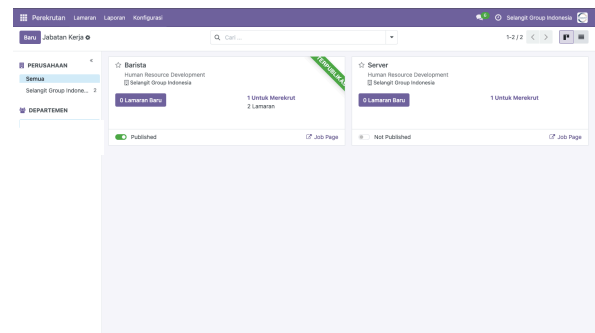 Perekrutan Lamaran Laporan Konfigurasi
Selangit Group Indonesia
Baru Jabatan Kerja
Cari ...
1-2 / 2
PERUSAHAAN
Semua
Selangit Group Indone... 2
DEPARTEMEN
Barista
Human Resource Development
Selangit Group Indonesia
0 Lamaran Baru
1 Untuk Merekrut
2 Lamaran
Published
Job Page
Server
Human Resource Development
Selangit Group Indonesia
0 Lamaran Baru
1 Untuk Merekrut
Not Published
Job Page